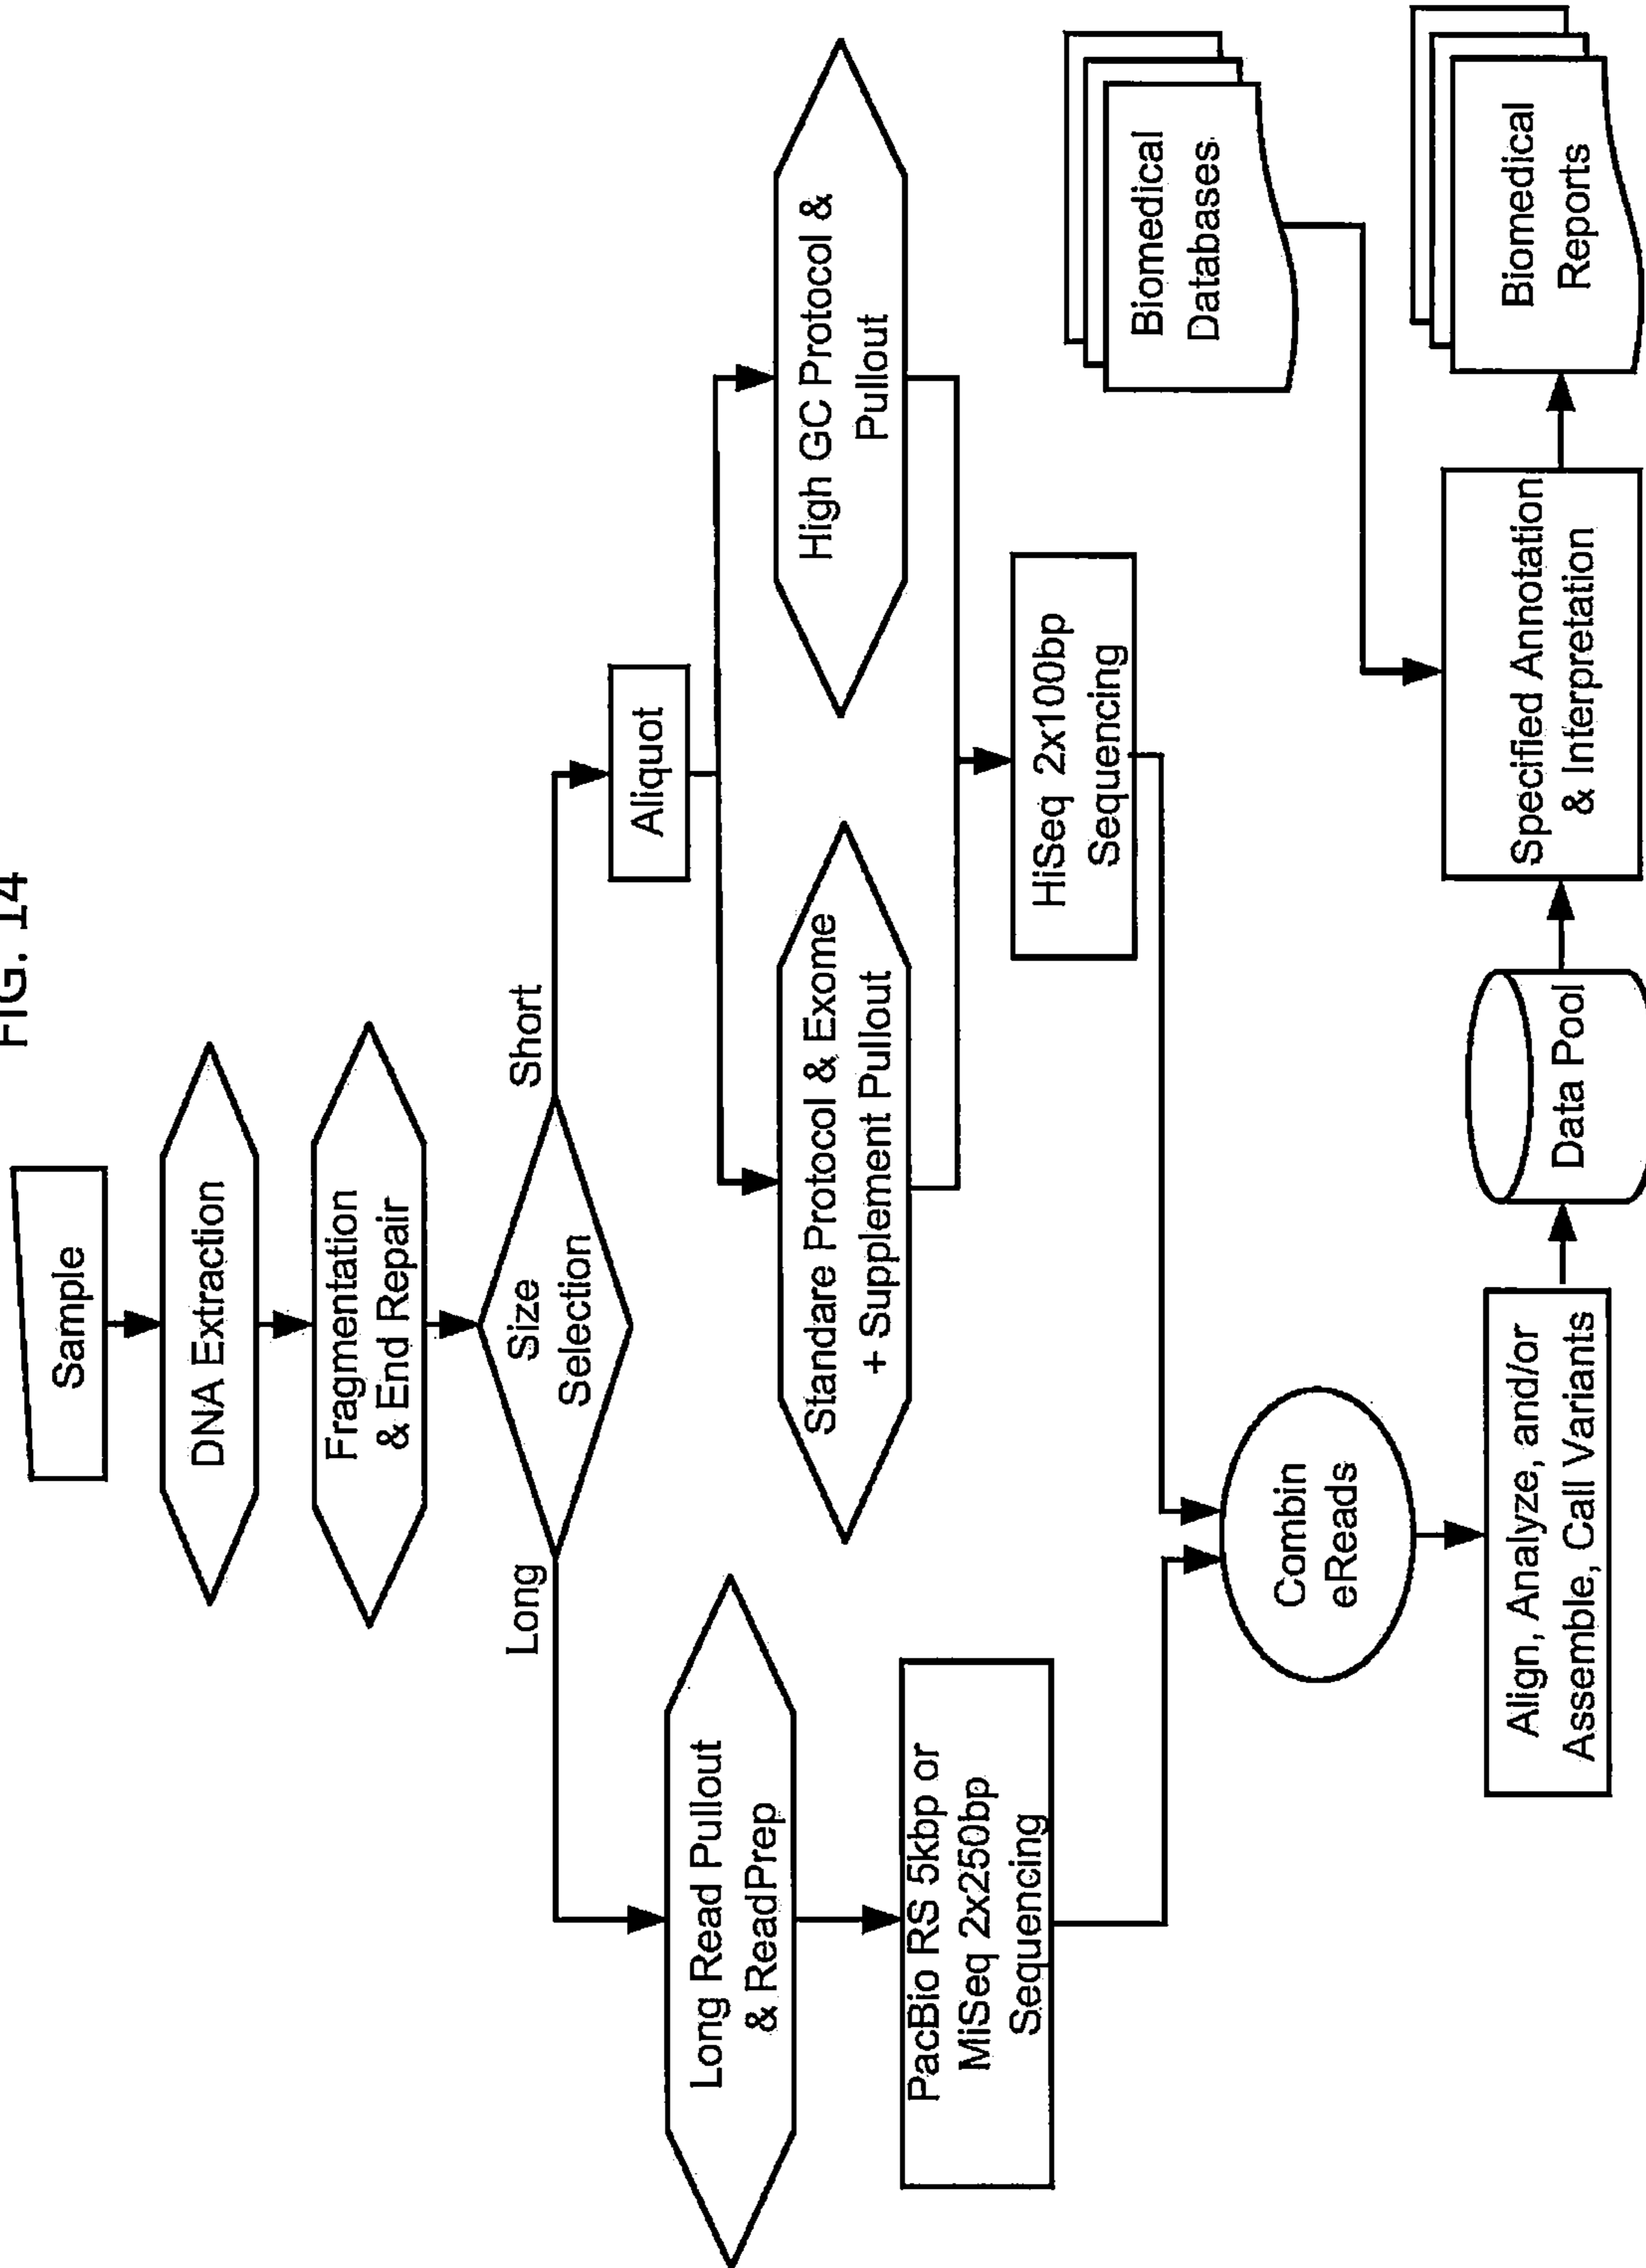 FIG. 14
Sample
DNA Extraction
Fragmentation
& End Repair
Size
Selection
Long
Short
Long Read Pullout
& ReadPrep
PacBio RS 5kbp or
MiSeq 2x250bp
Sequencing
Aliquot
Standare Protocol & Exome
+ Supplement Pullout
High GC Protocol &
Pullout
HiSeq 2x100bp
Sequencing
Combin
eReads
Align, Analyze, and/or
Assemble, Call Variants
Data Pool
Specified Annotation
& Interpretation
Biomedical
Databases
Biomedical
Reports